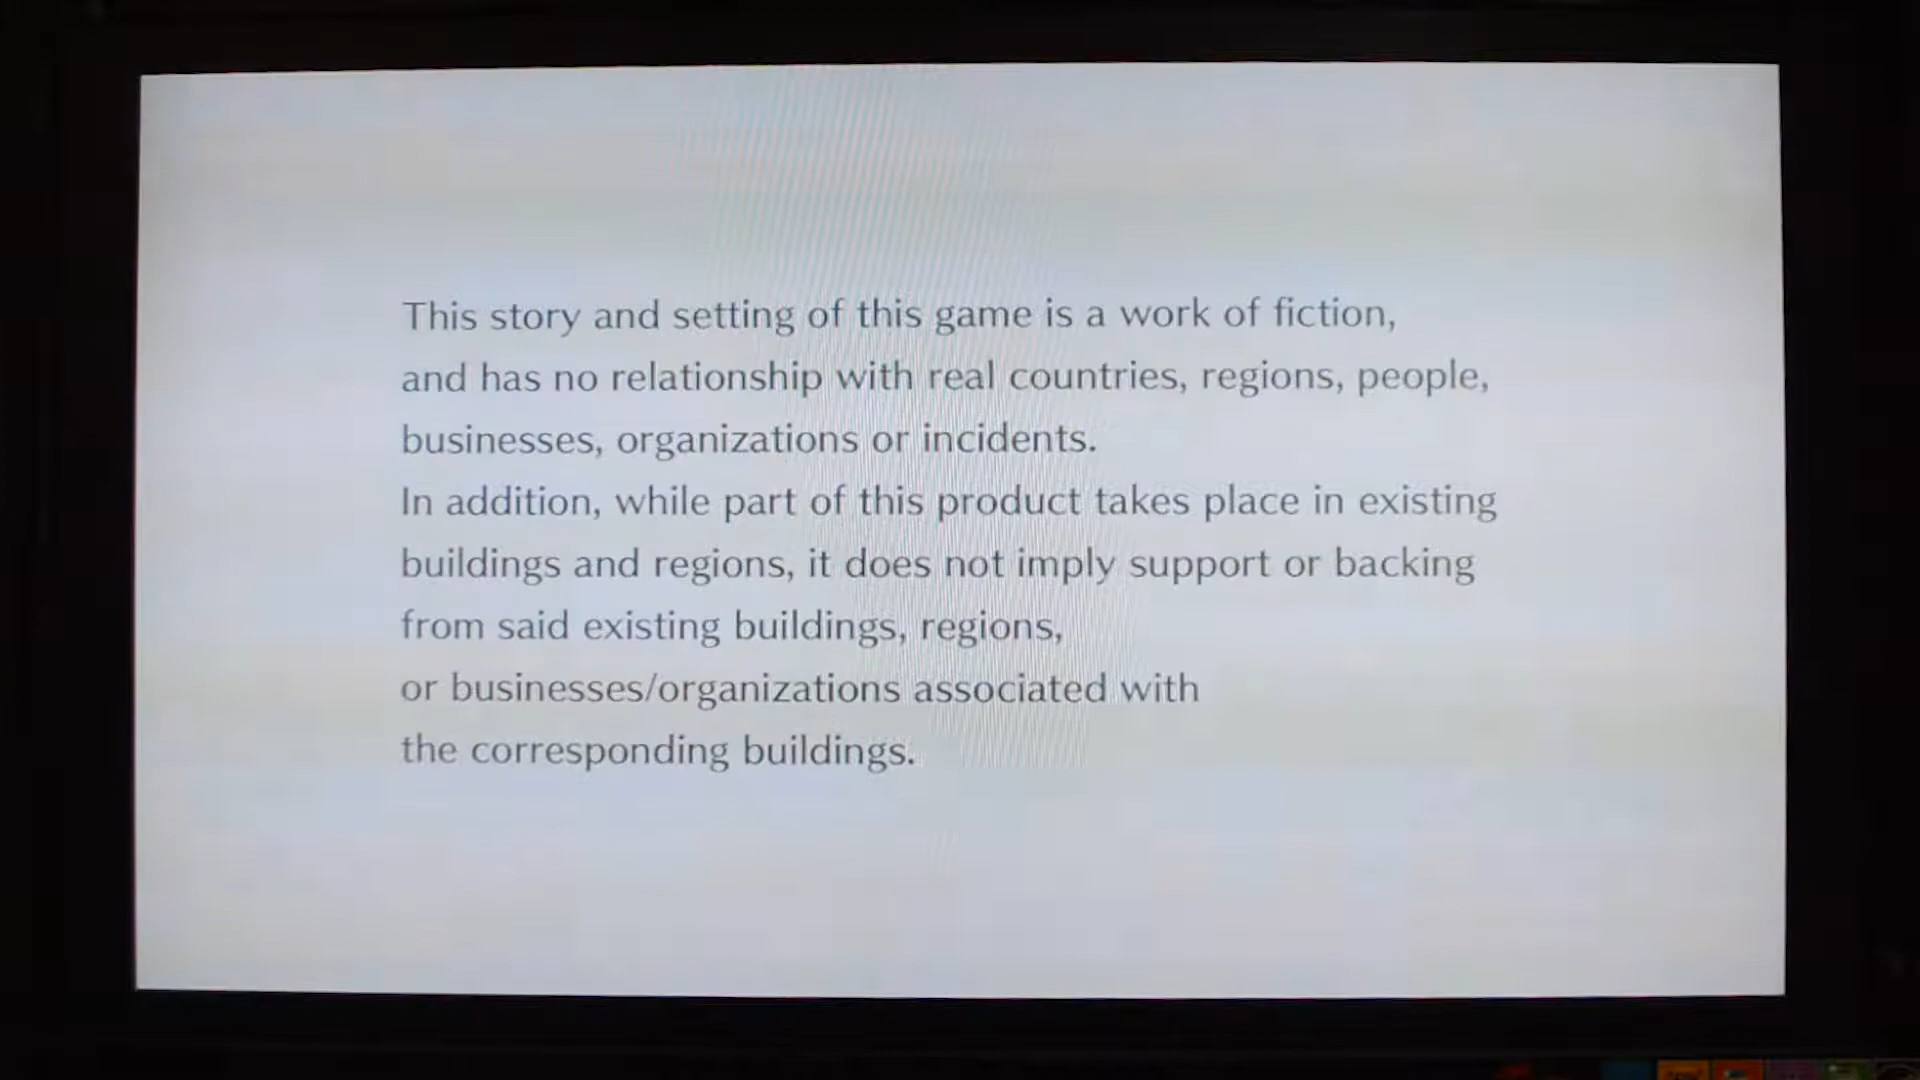 This story and setting of this game is a work of fiction,
and has no relationship with real countries, regions, people,
businesses, organizations or incidents.
In addition, while part of this product takes place in existing
buildings and regions, it does not imply support or backing
from said existing buildings, regions,
or businesses/organizations associated with
the corresponding buildings.